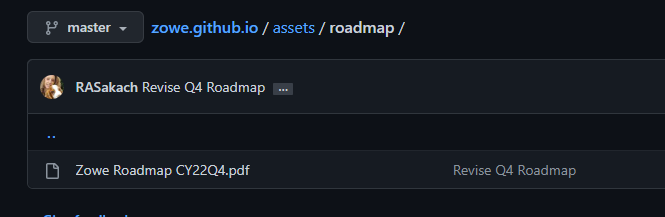 master zowe.github.io / assets / roadmap /
RASakach Revise Q4 Roadmap ...
..
Zowe Roadmap CY22Q4.pdf Revise Q4 Roadmap